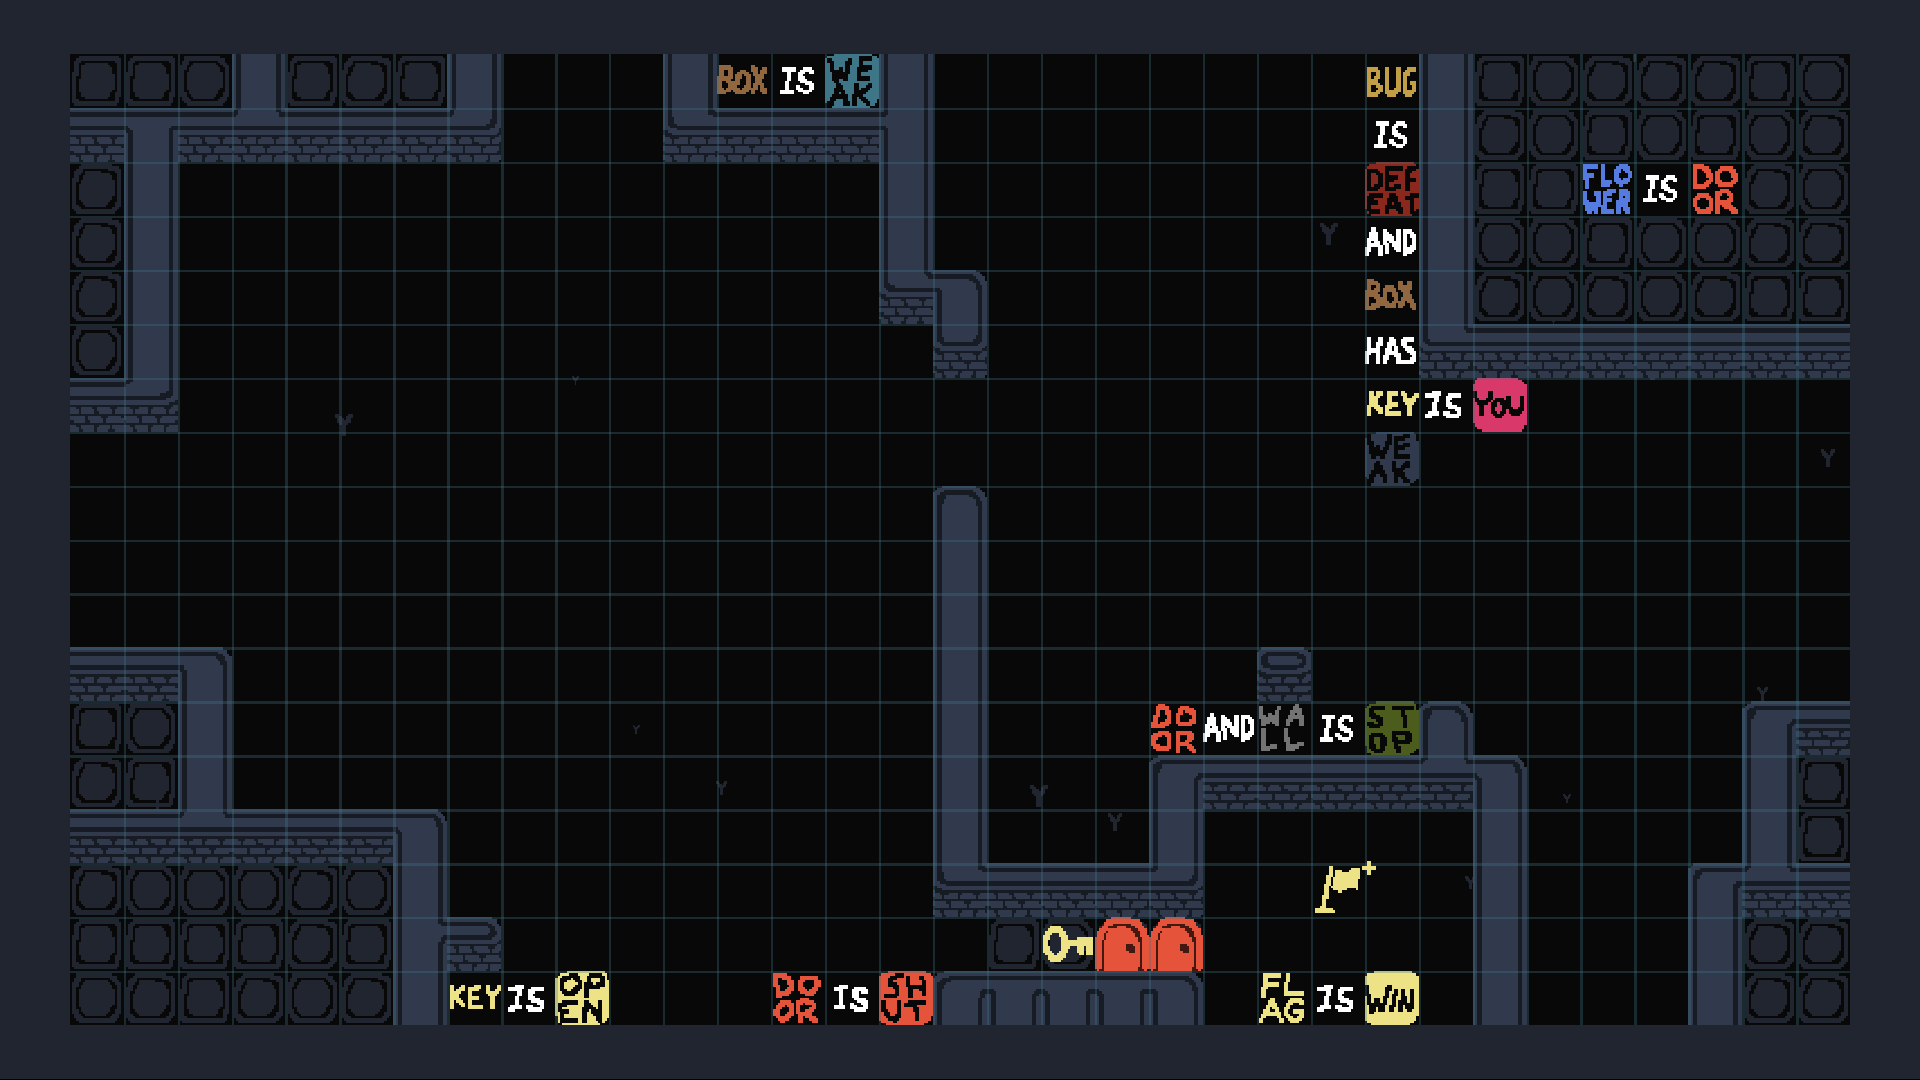 BOX IS WEAK
BUG IS DEFEAT AND BOX HAS KEY
WEAK
FLOWER IS DOOR
KEY IS YOU
DOOR AND WALL IS STOP
KEY IS OPEN
DOOR IS SHUT
FLAG IS WIN